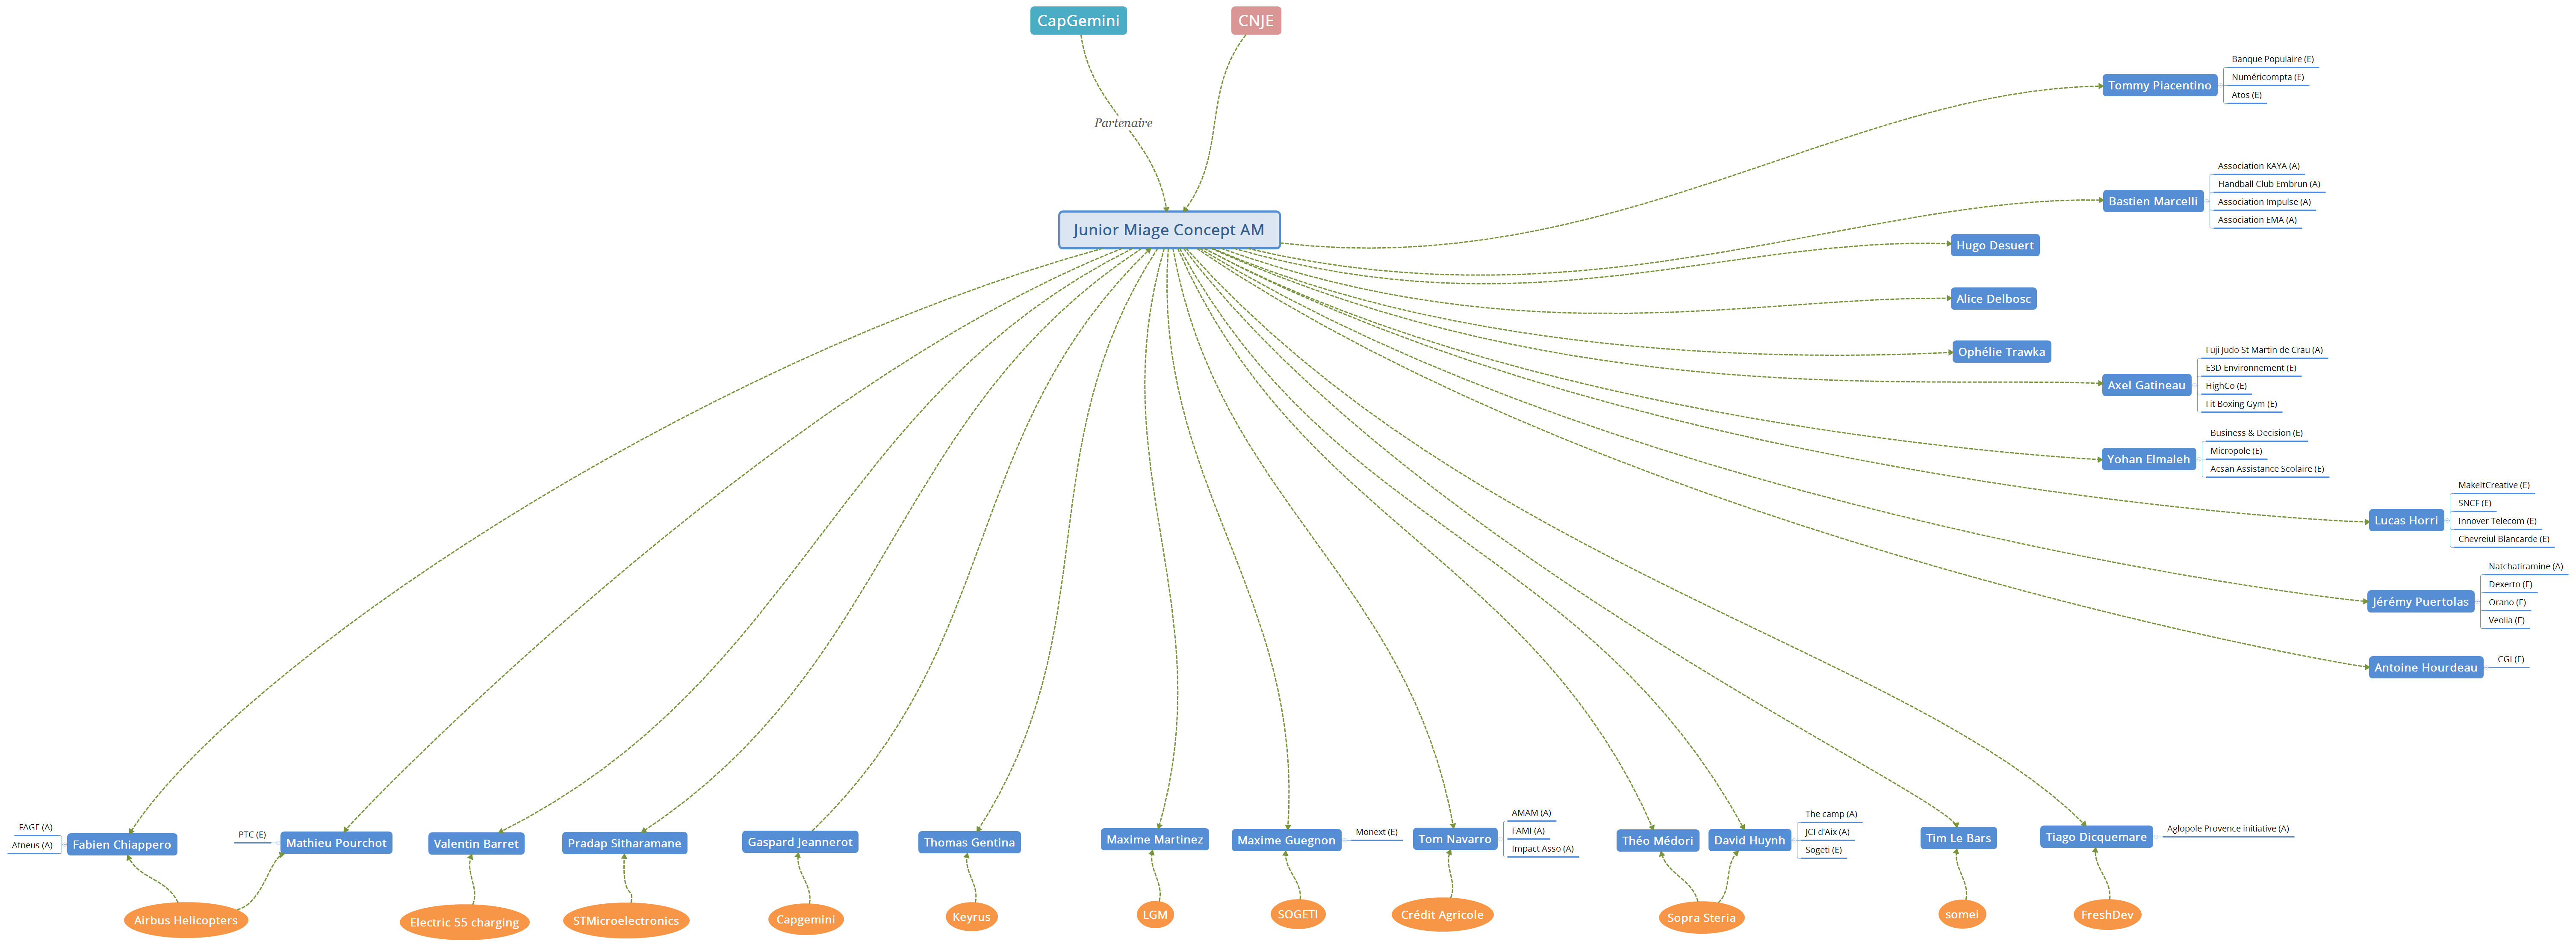 CapGemini
CNJE
Partenaire
Junior Miage Concept AM
Tommy Piacentino
Banque Populaire (E)
Numéricompta (E)
Atos (E)
Bastien Marcelli
Association KAYA (A)
Handball Club Embrun (A)
Association Impulse (A)
Association EMA (A)
Hugo Desuert
Alice Delbosc
Ophélie Trawka
Axel Gatineau
Fuji Judo St Martin de Crau (A)
E3D Environnement (E)
HighCo (E)
Fit Boxing Gym (E)
Yohan Elmaleh
Business & Decision (E)
Micropole (E)
Acsan Assistance Scolaire (E)
Lucas Horri
MakeItCreative (E)
SNCF (E)
Innover Telecom (E)
Chevreiul Blancarde (E)
Jérémy Puertolas
Natchatiramine (A)
Dexerto (E)
Orano (E)
Veolia (E)
Antoine Hourdeau
CGI (E)
FAGE (A)
Afneus (A)
Fabien Chiappero
PTC (E)
Mathieu Pourchot
Valentin Barret
Pradap Sitharamane
Gaspard Jeannerot
Thomas Gentina
Maxime Martinez
Maxime Guegnon
Monext (E)
Tom Navarro
AMAM (A)
FAMI (A)
Impact Asso (A)
Théo Médori
David Huynh
The camp (A)
JCI d'Aix (A)
Sogeti (E)
Tim Le Bars
Tiago Dicquemare
Aglopole Provence initiative (A)
Airbus Helicopters
Electric 55 charging
STMicroelectronics
Capgemini
Keyrus
LGM
SOGETI
Crédit Agricole
Sopra Steria
somei
FreshDev